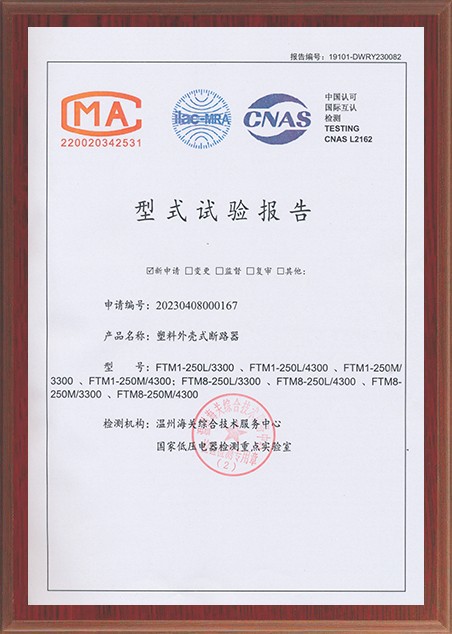 报告编号：19101-DWRY230082
CMA
220020342531
ilac-MRA
CNAS
中国认可
国际互认
检测
TESTING
CNAS L2162
型式试验报告
☑新申请 □变更 □监督 □复审 □其他：
申请编号：20230408000167
产品名称：塑料外壳式断路器
型 号：FTM1-250L/3300 、FTM1-250L/4300 、FTM1-250M/
3300 、FTM1-250M/4300；FTM8-250L/3300 、FTM8-250L/4300 、FTM8-
250M/3300 、FTM8-250M/4300
检测机构：温州海关综合技术服务中心
国家低压电器检测重点实验室
（2）